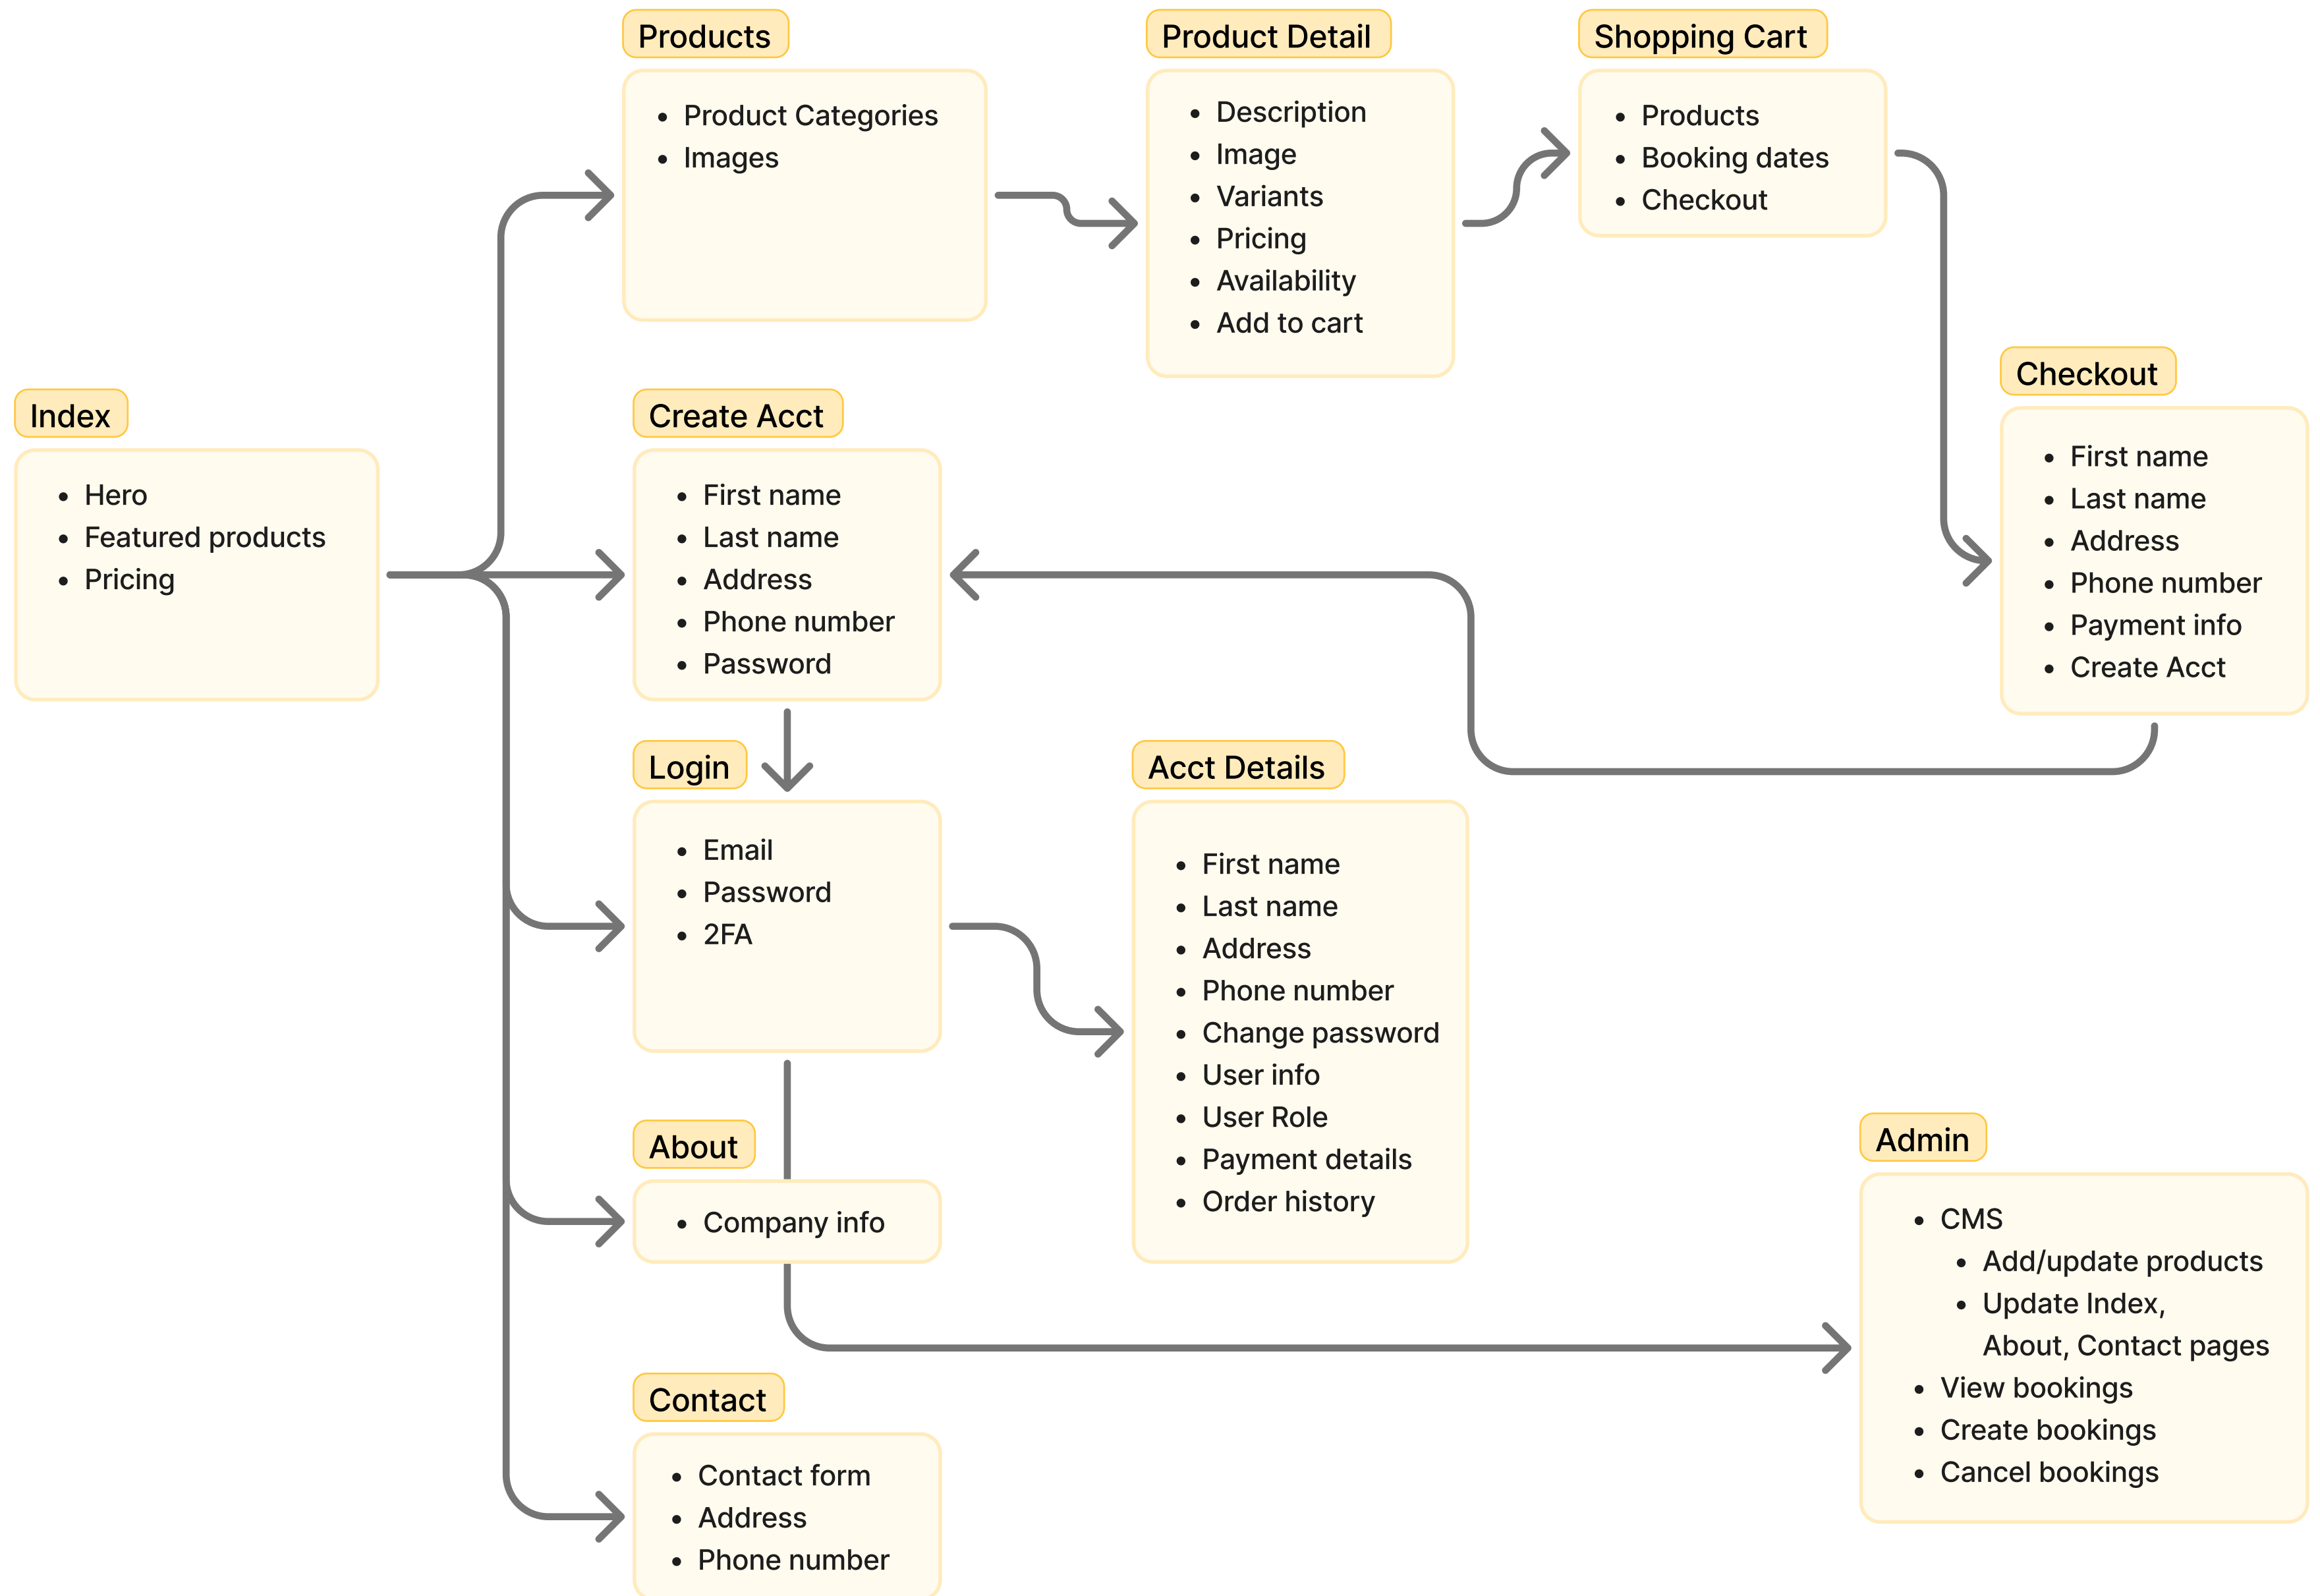 Products
• Product Categories
• Images
Product Detail
• Description
• Image
• Variants
• Pricing
• Availability
• Add to cart
Shopping Cart
• Products
• Booking dates
• Checkout
Checkout
• First name
• Last name
• Address
• Phone number
• Payment info
• Create Acct
Index
• Hero
• Featured products
• Pricing
Create Acct
• First name
• Last name
• Address
• Phone number
• Password
Login
• Email
• Password
• 2FA
Acct Details
• First name
• Last name
• Address
• Phone number
• Change password
• User info
• User Role
• Payment details
• Order history
About
• Company info
Admin
• CMS
• Add/update products
• Update Index,
About, Contact pages
• View bookings
• Create bookings
• Cancel bookings
Contact
• Contact form
• Address
• Phone number